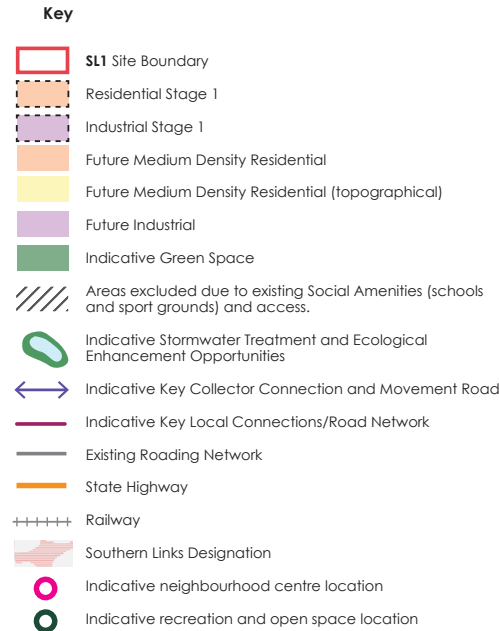 Key
SL1 Site Boundary
Residential Stage 1
Industrial Stage 1
Future Medium Density Residential
Future Medium Density Residential (topographical)
Future Industrial
Indicative Green Space
Areas excluded due to existing Social Amenities (schools
and sport grounds) and access.
Indicative Stormwater Treatment and Ecological
Enhancement Opportunities
Indicative Key Collector Connection and Movement Road
Indicative Key Local Connections/Road Network
Existing Roading Network
State Highway
Railway
Southern Links Designation
Indicative neighbourhood centre location
Indicative recreation and open space location